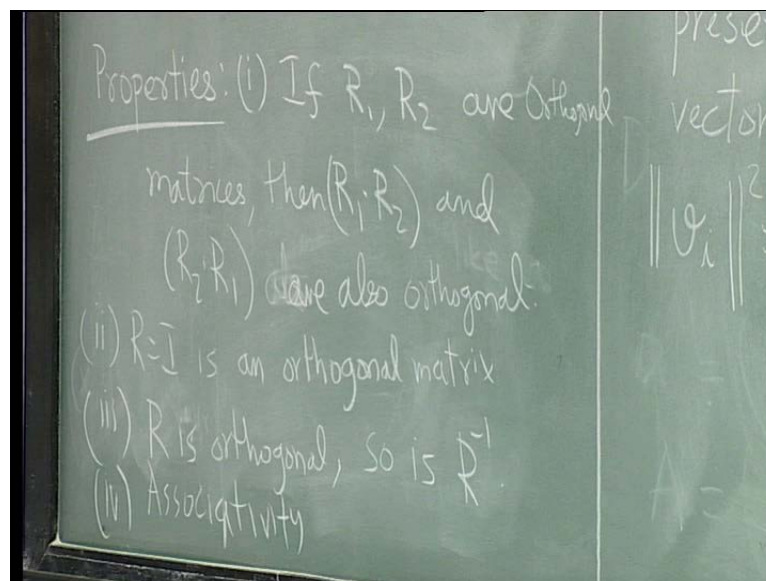 Properties: (i) If R₁, R₂ are Orthogonal
matrices, then (R₁·R₂) and
(R₂·R₁) are also orthogonal.
(ii) R=I is an orthogonal matrix
(iii) R is orthogonal, so is R⁻¹.
(iv) Associativity
prese
vector
||v_i||² =